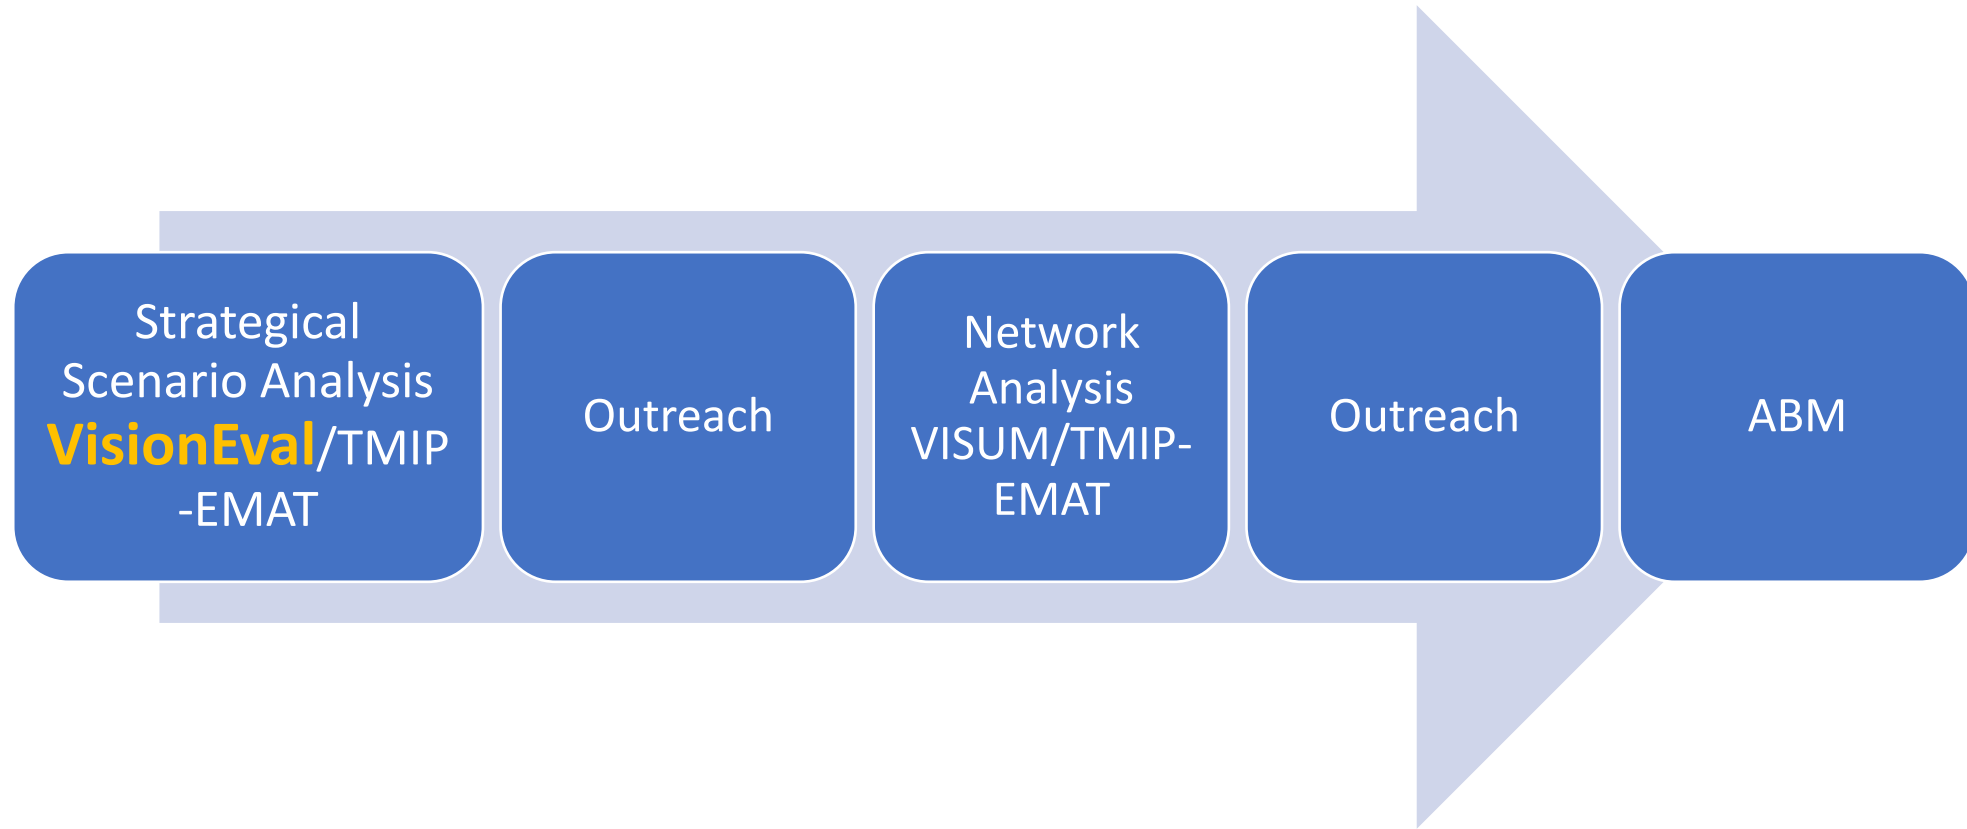 Strategical
Scenario Analysis
VisionEval/TMIP
-EMAT
Outreach
Network
Analysis
VISUM/TMIP-
EMAT
Outreach
ABM